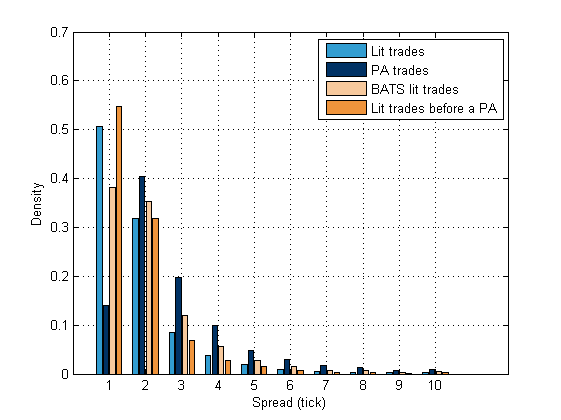 0.7
0.6
0.5
0.4
0.3
0.2
0.1
0
Density
Lit trades
PA trades
BATS lit trades
Lit trades before a PA
1 2 3 4 5 6 7 8 9 10
Spread (tick)